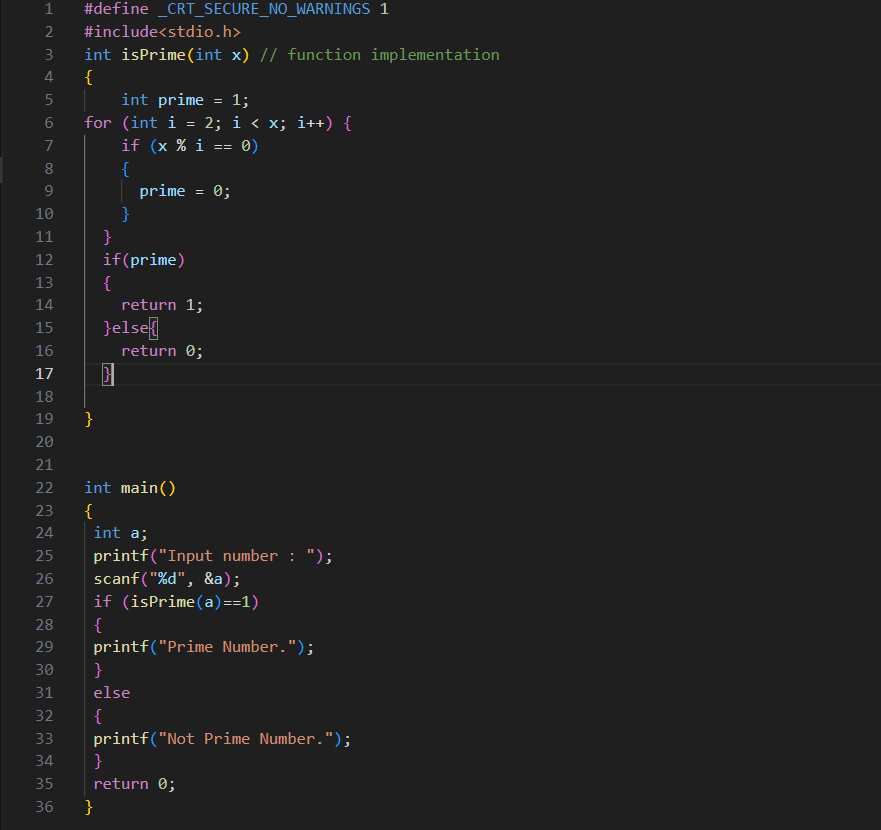 1 #define _CRT_SECURE_NO_WARNINGS 1
2 #include<stdio.h>
3 int isPrime(int x) // function implementation
4 {
5     int prime = 1;
6 for (int i = 2; i < x; i++) {
7     if (x % i == 0)
8     {
9       prime = 0;
10     }
11   }
12   if(prime)
13   {
14     return 1;
15   }else{
16     return 0;
17   }
18
19 }
20
21
22 int main()
23 {
24  int a;
25  printf("Input number : ");
26  scanf("%d", &a);
27  if (isPrime(a)==1)
28  {
29  printf("Prime Number.");
30  }
31  else
32  {
33  printf("Not Prime Number.");
34  }
35  return 0;
36 }